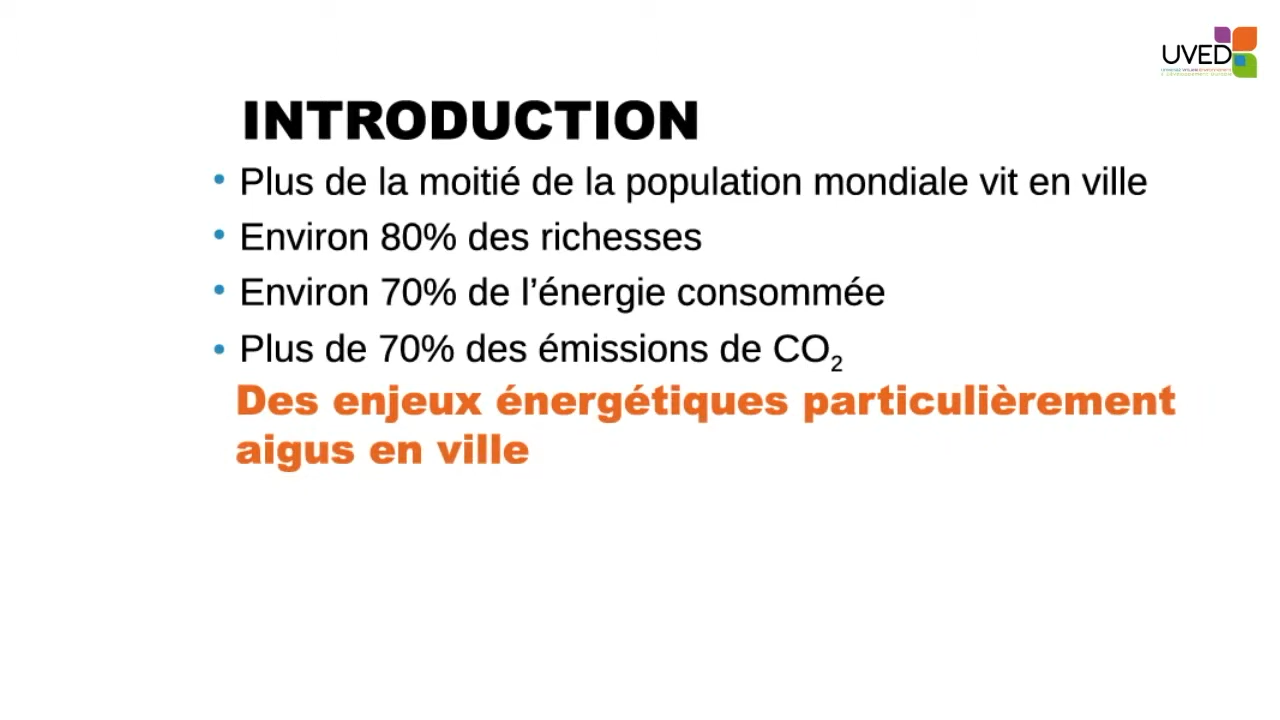 UVED
INTRODUCTION
• Plus de la moitié de la population mondiale vit en ville
• Environ 80% des richesses
• Environ 70% de l’énergie consommée
• Plus de 70% des émissions de CO₂
Des enjeux énergétiques particulièrement
aigus en ville